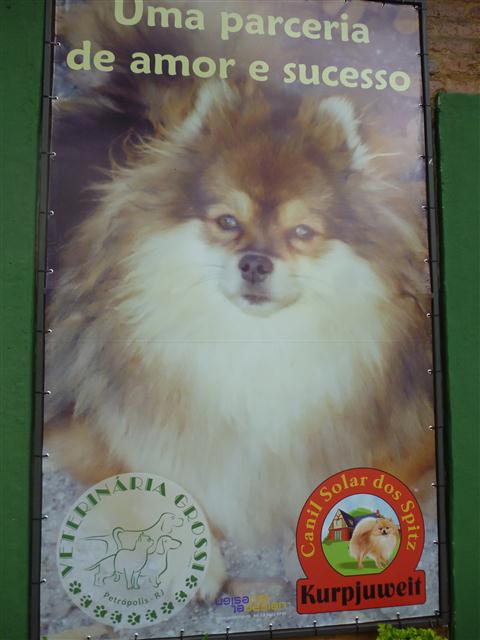 Uma parceria
de amor e sucesso
VETERINÁRIA GROSSI
Petrópolis - RJ
Canil Solar dos Spitz
Kurpjuweit